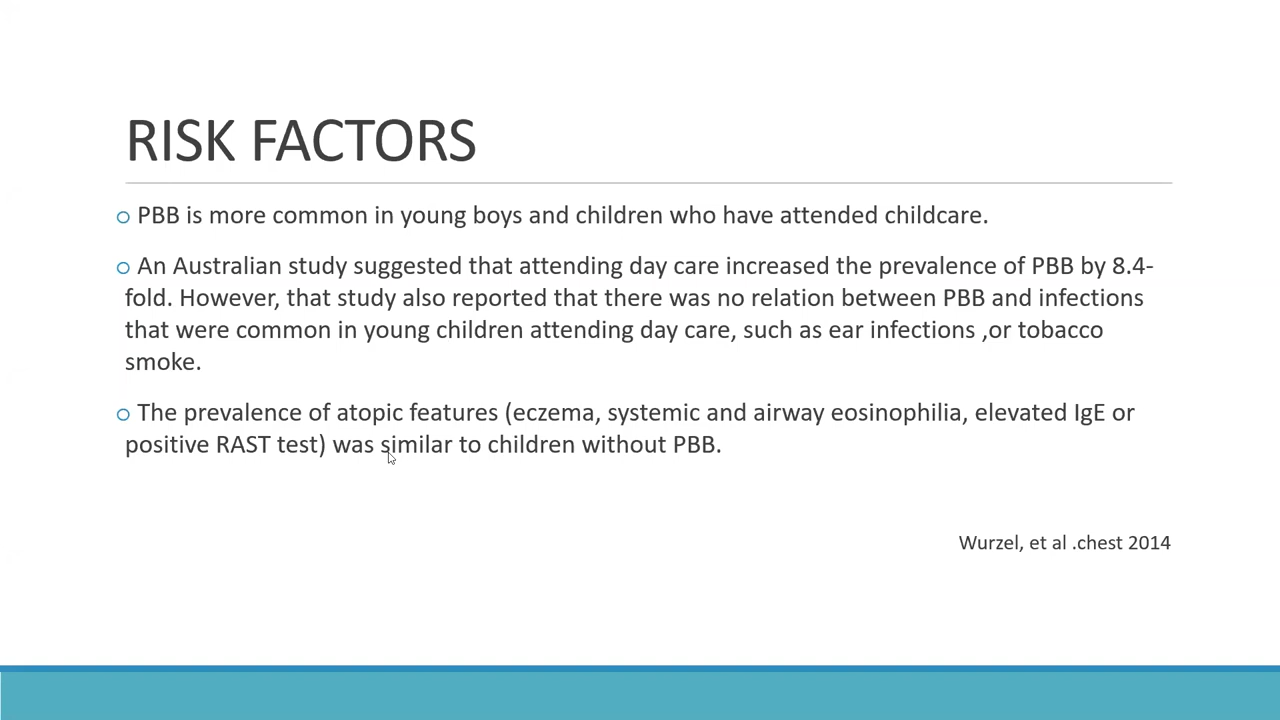 RISK FACTORS
o PBB is more common in young boys and children who have attended childcare.
o An Australian study suggested that attending day care increased the prevalence of PBB by 8.4-
fold. However, that study also reported that there was no relation between PBB and infections
that were common in young children attending day care, such as ear infections ,or tobacco
smoke.
o The prevalence of atopic features (eczema, systemic and airway eosinophilia, elevated IgE or
positive RAST test) was similar to children without PBB.
Wurzel, et al .chest 2014